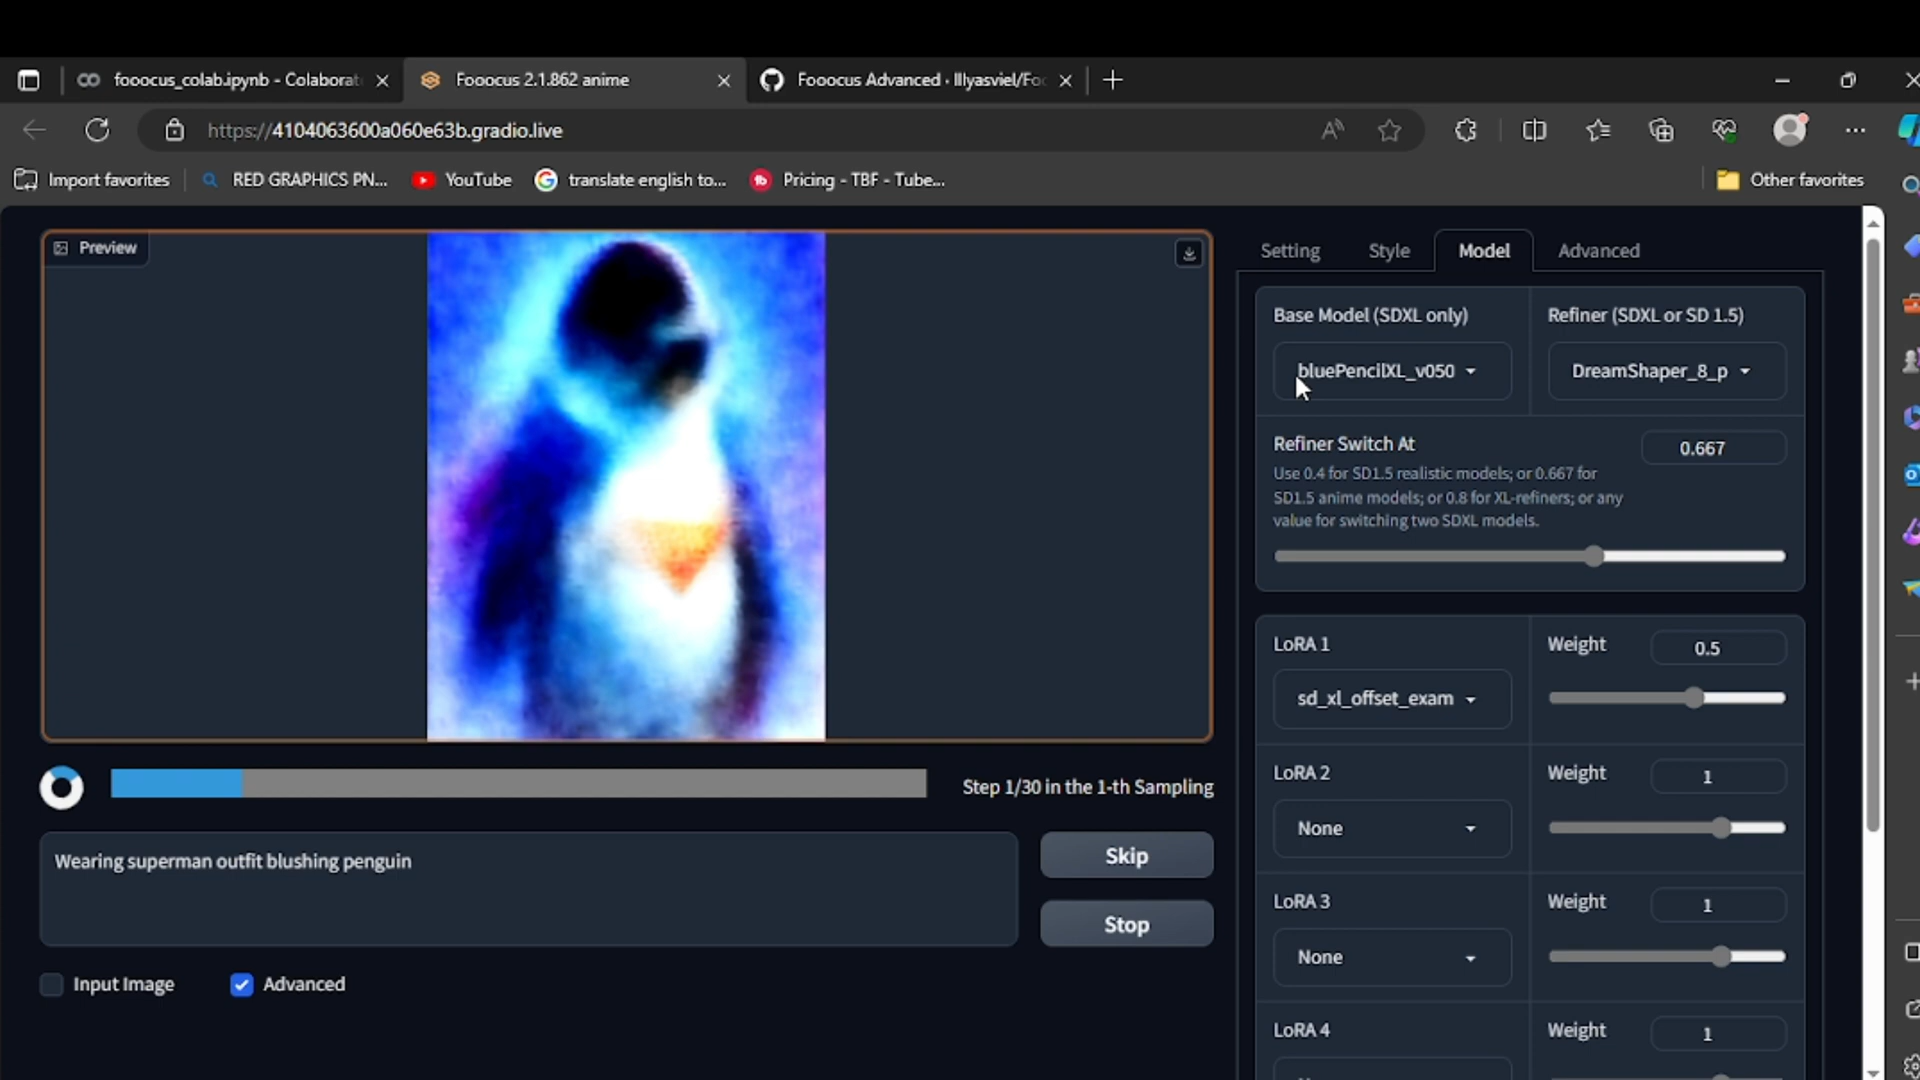 fooocus_colab.ipynb - Colaborat
Fooocus 2.1.862 anime
Fooocus Advanced · lllyasviel/Foo
https://4104063600a060e63b.gradio.live
Import favorites
RED GRAPHICS PN...
YouTube
translate english to...
Pricing - TBF - Tube...
Other favorites
Preview
Setting
Style
Model
Advanced
Base Model (SDXL only)
Refiner (SDXL or SD 1.5)
bluePencilXL_v050
DreamShaper_8_p
Refiner Switch At
0.667
Use 0.4 for SD1.5 realistic models; or 0.667 for
SD1.5 anime models; or 0.8 for XL-refiners; or any
value for switching two SDXL models.
LoRA 1
Weight
0.5
sd_xl_offset_exam
LoRA 2
Weight
1
None
LoRA 3
Weight
1
None
LoRA 4
Weight
1
Step 1/30 in the 1-th Sampling
Wearing superman outfit blushing penguin
Skip
Stop
Input Image
Advanced